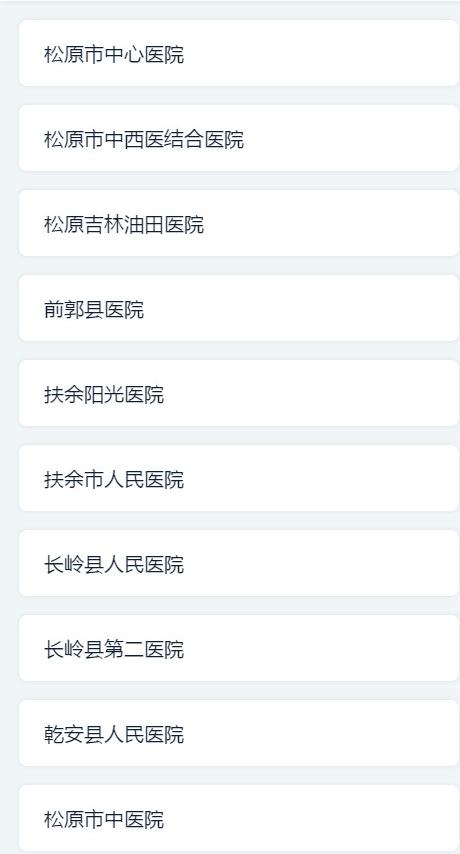 松原市中心医院
松原市中西医结合医院
松原吉林油田医院
前郭县医院
扶余阳光医院
扶余市人民医院
长岭县人民医院
长岭县第二医院
乾安县人民医院
松原市中医院